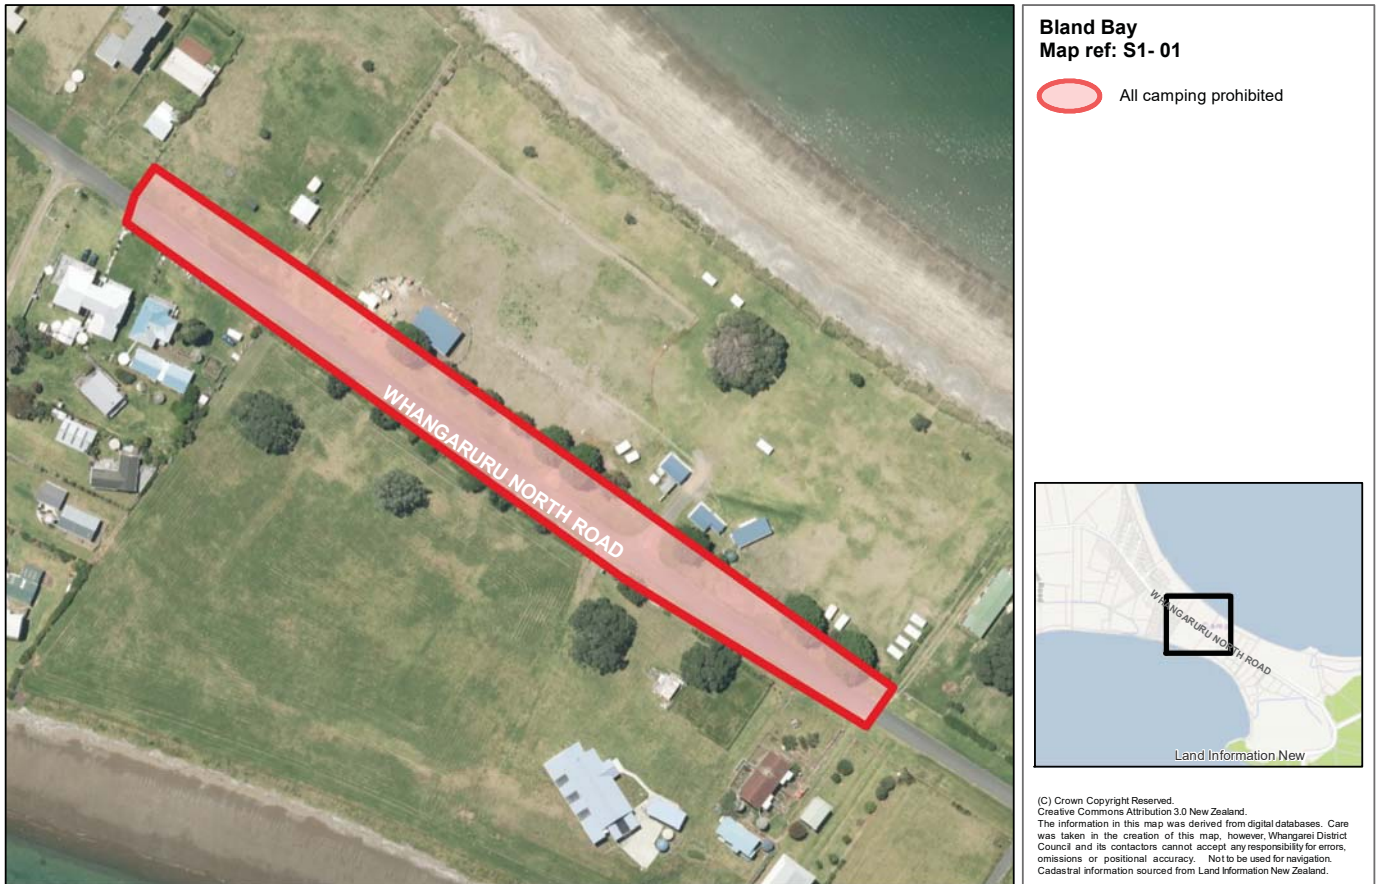 Bland Bay
Map ref: S1- 01
All camping prohibited
WHANGARURU NORTH ROAD
WHANGARURU NORTH ROAD
Land Information New
(C) Crown Copyright Reserved.
Creative Commons Attribution 3.0 New Zealand.
The information in this map was derived from digital databases. Care
was taken in the creation of this map, however, Whangarei District
Council and its contactors cannot accept any responsibility for errors,
omissions or positional accuracy. Not to be used for navigation.
Cadastral information sourced from Land Information New Zealand.